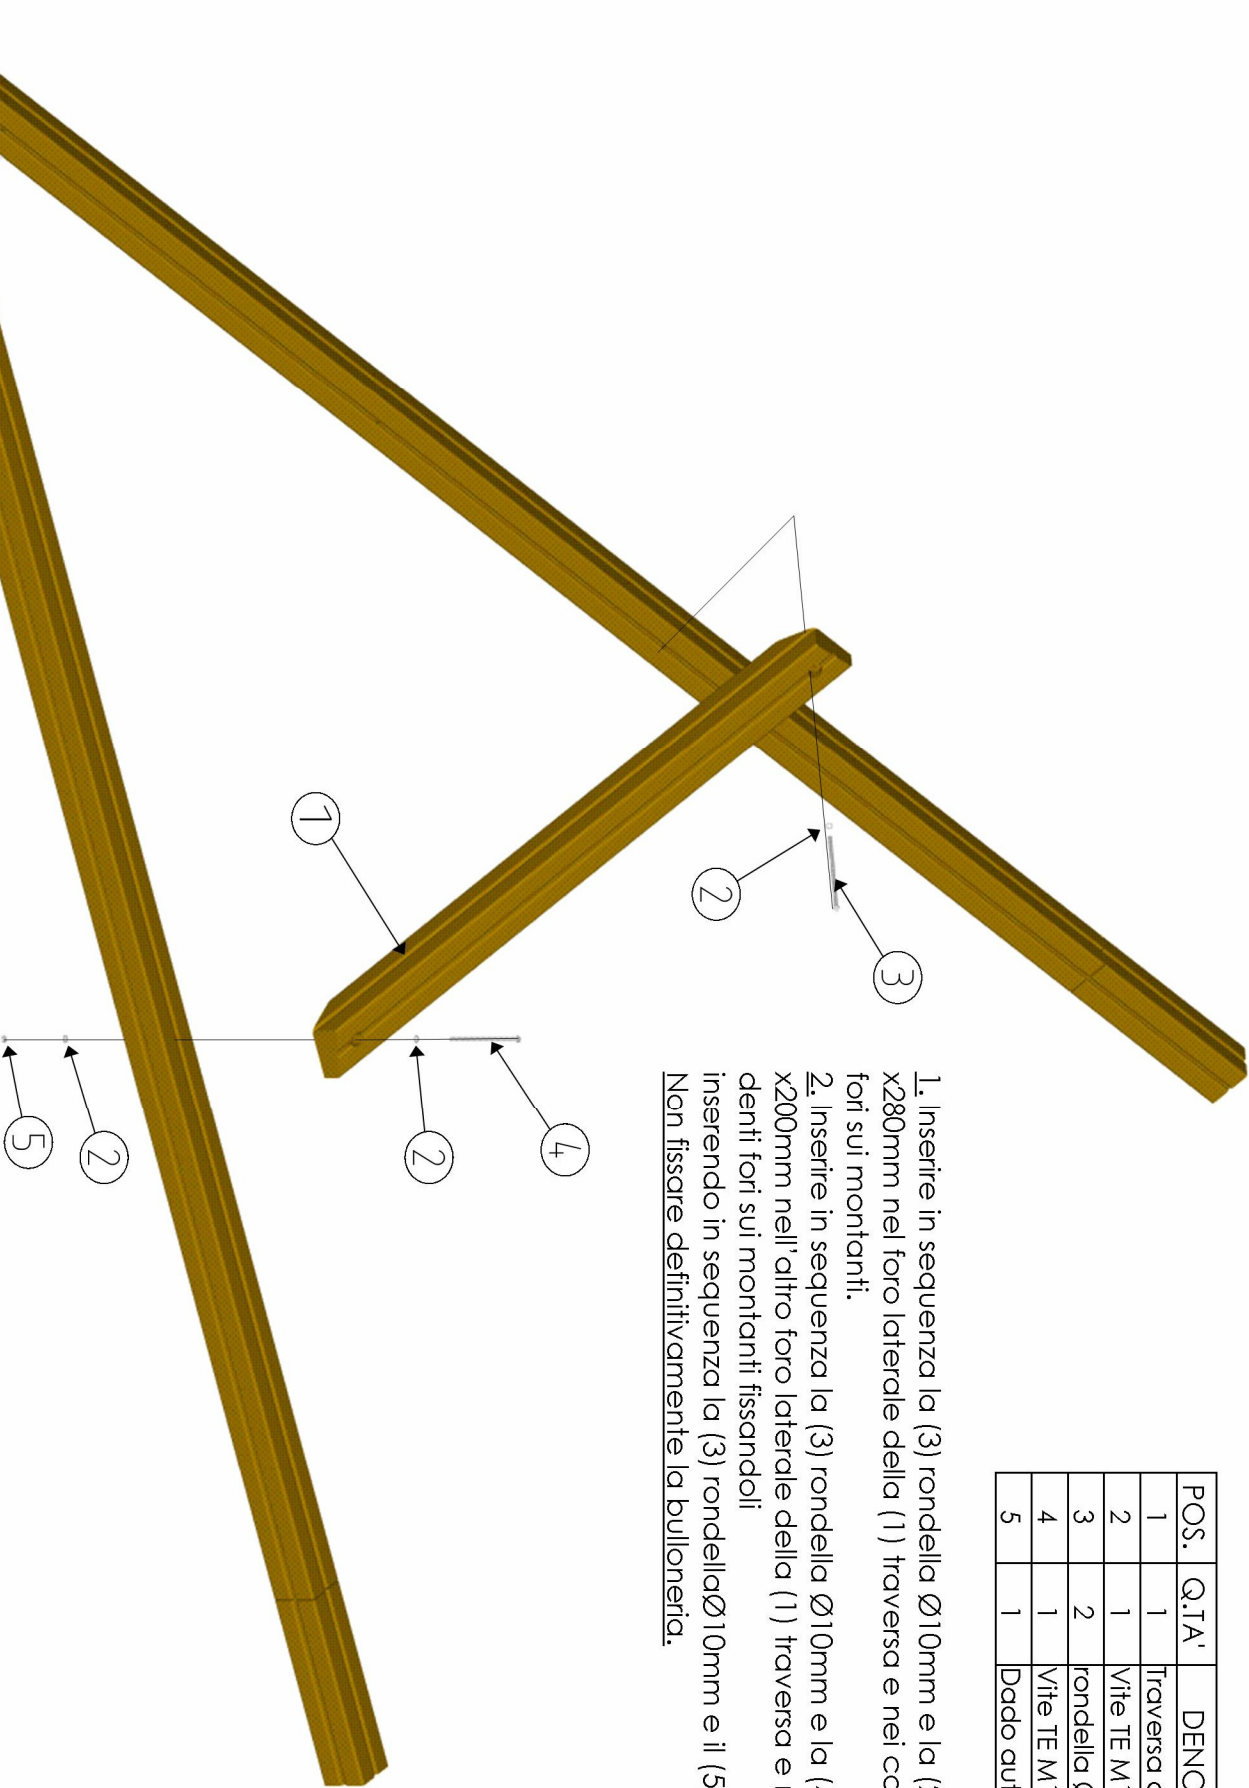 POS. Q.TA' DENO
1 1 Traversa
2 1 Vite TE M
3 2 rondella
4 1 Vite TE M
5 1 Dado aut
1. Inserire in sequenza la (3) rondella Ø10mm e la
x280mm nel foro laterale della (1) traversa e nei co
fori sui montanti.
2. Inserire in sequenza la (3) rondella Ø10mm e la
x200mm nell'altro foro laterale della (1) traversa e
denti fori sui montanti fissandoli
inserendo in sequenza la (3) rondellaØ10mm e il (5
Non fissare definitivamente la bulloneria.
3
2
1
4
2
2
5